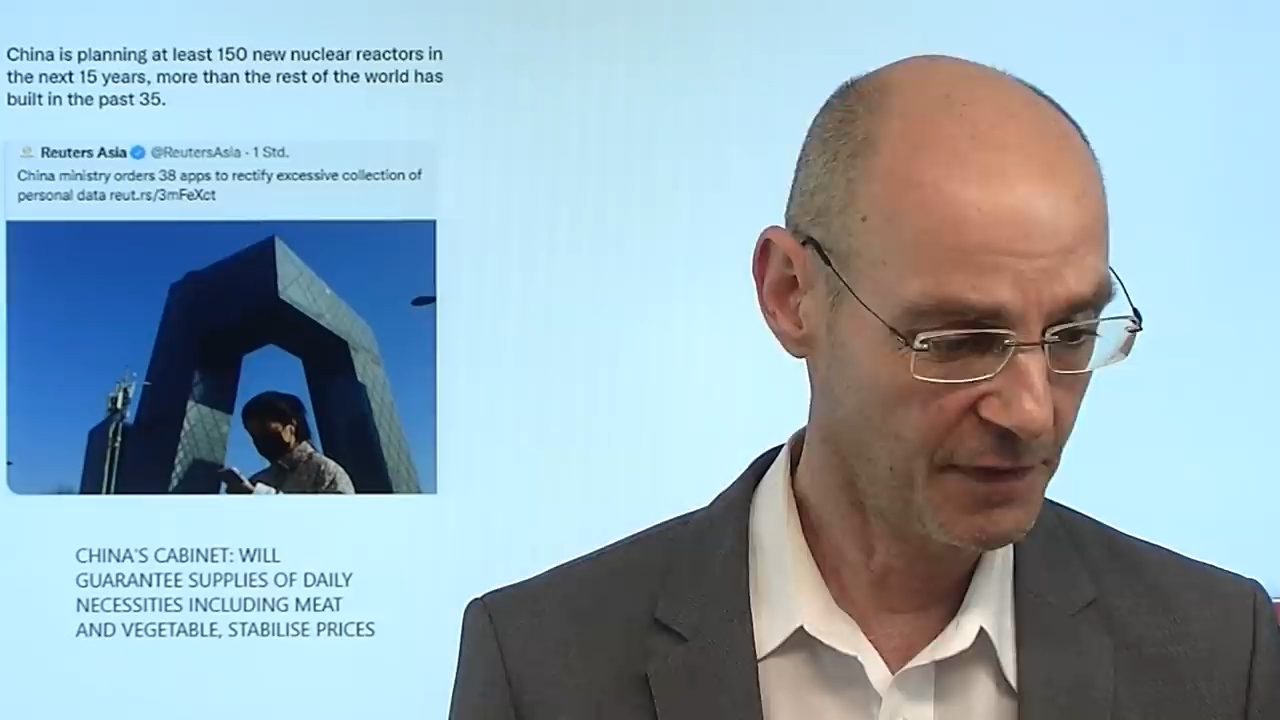 China is planning at least 150 new nuclear reactors in
the next 15 years, more than the rest of the world has
built in the past 35.
Reuters Asia @ReutersAsia · 1 Std.
China ministry orders 38 apps to rectify excessive collection of
personal data reut.rs/3mFeXct
CHINA'S CABINET: WILL
GUARANTEE SUPPLIES OF DAILY
NECESSITIES INCLUDING MEAT
AND VEGETABLE, STABILISE PRICES